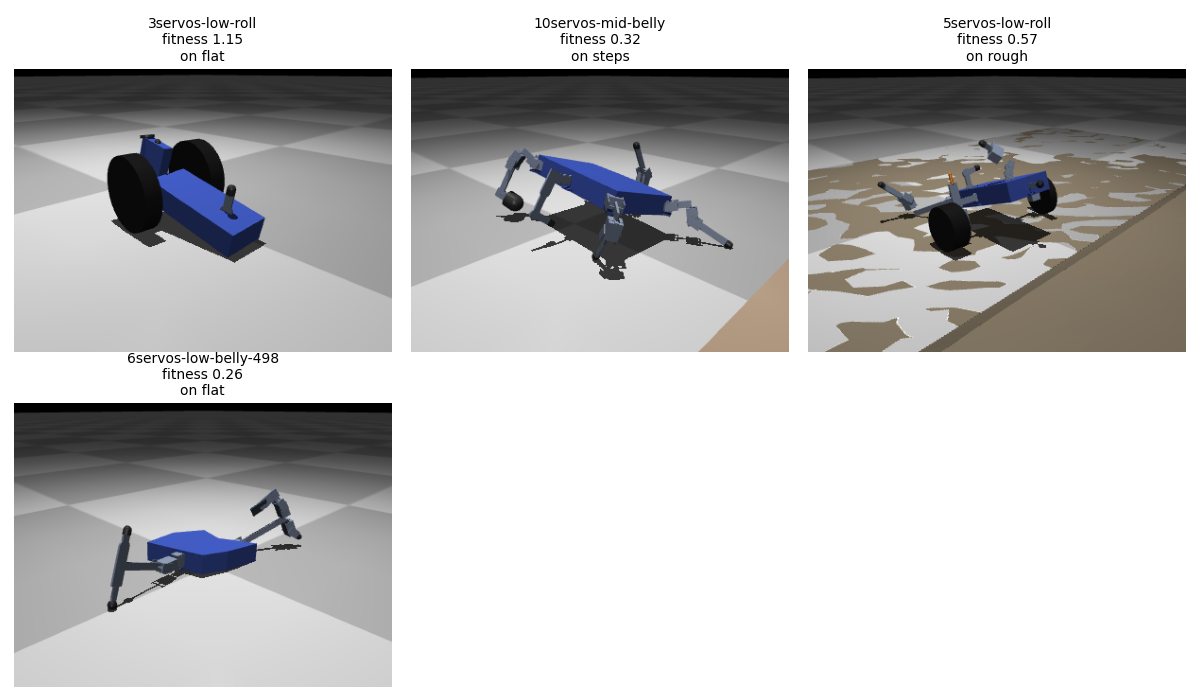 3servos-low-roll
fitness 1.15
on flat
10servos-mid-belly
fitness 0.32
on steps
5servos-low-roll
fitness 0.57
on rough
6servos-low-belly-498
fitness 0.26
on flat